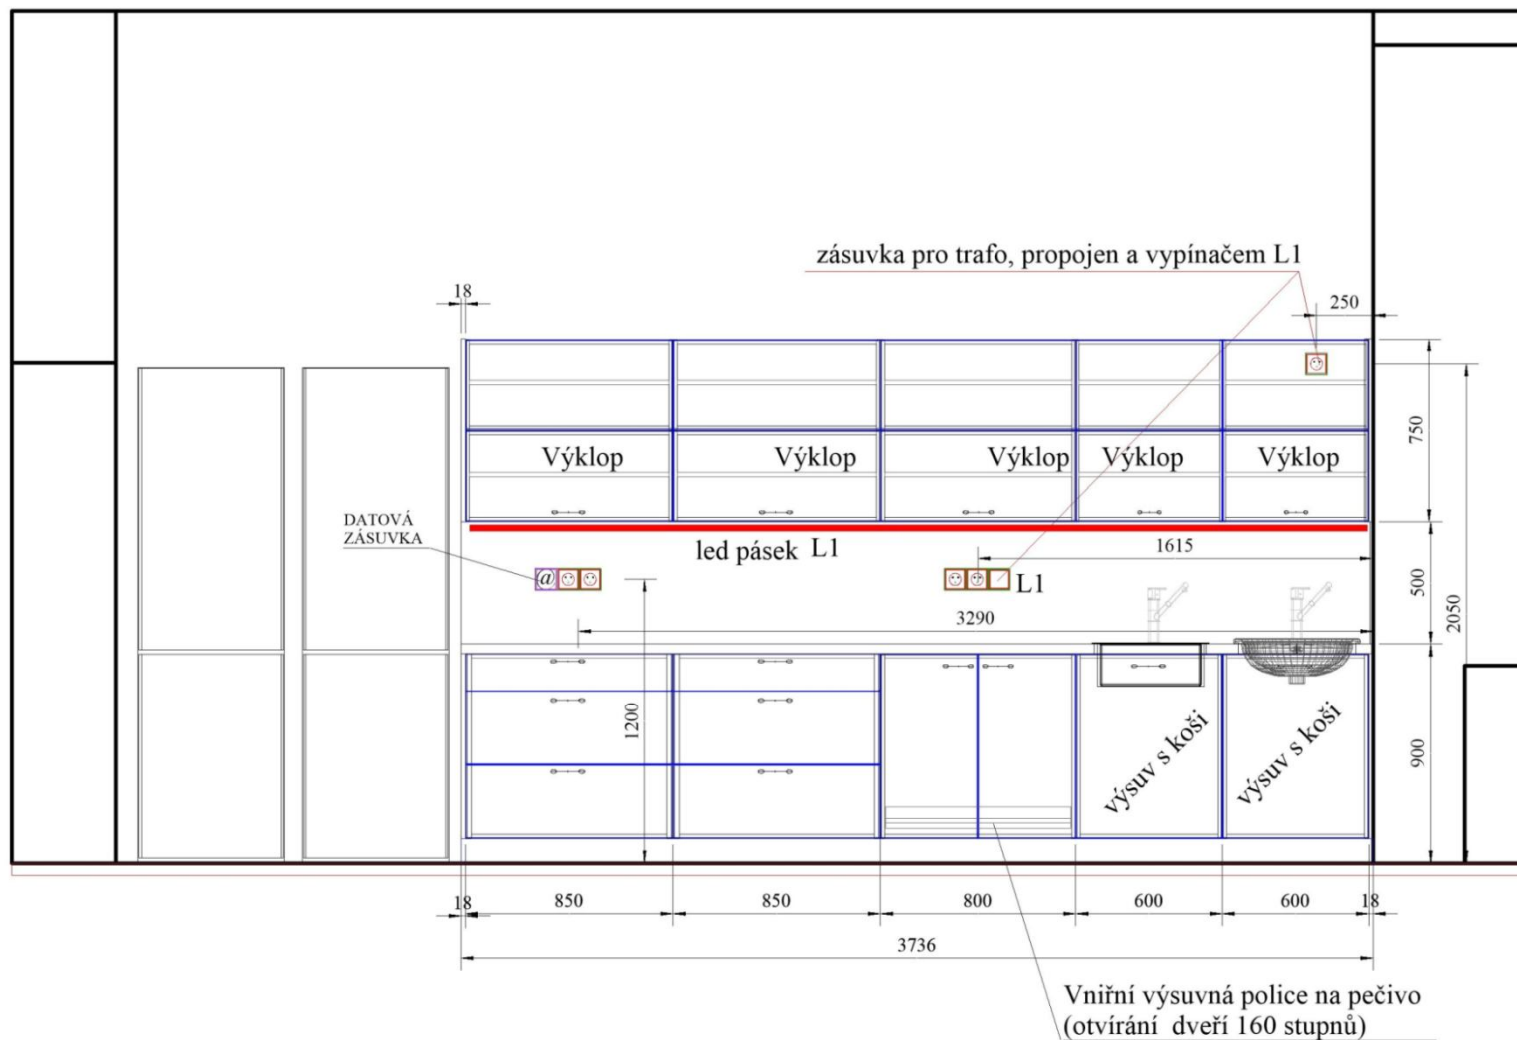 zásuvka pro trafo, propojen a vypínačem L1
18
250
Výklop
Výklop
Výklop
Výklop
Výklop
750
DATOVÁ
ZÁSUVKA
led pásek L1
1615
@
L1
500
2050
3290
1200
výsuv s koši
výsuv s koši
900
18
850
850
800
600
600
18
3736
Vniřní výsuvná police na pečivo
(otvírání dveří 160 stupnů)